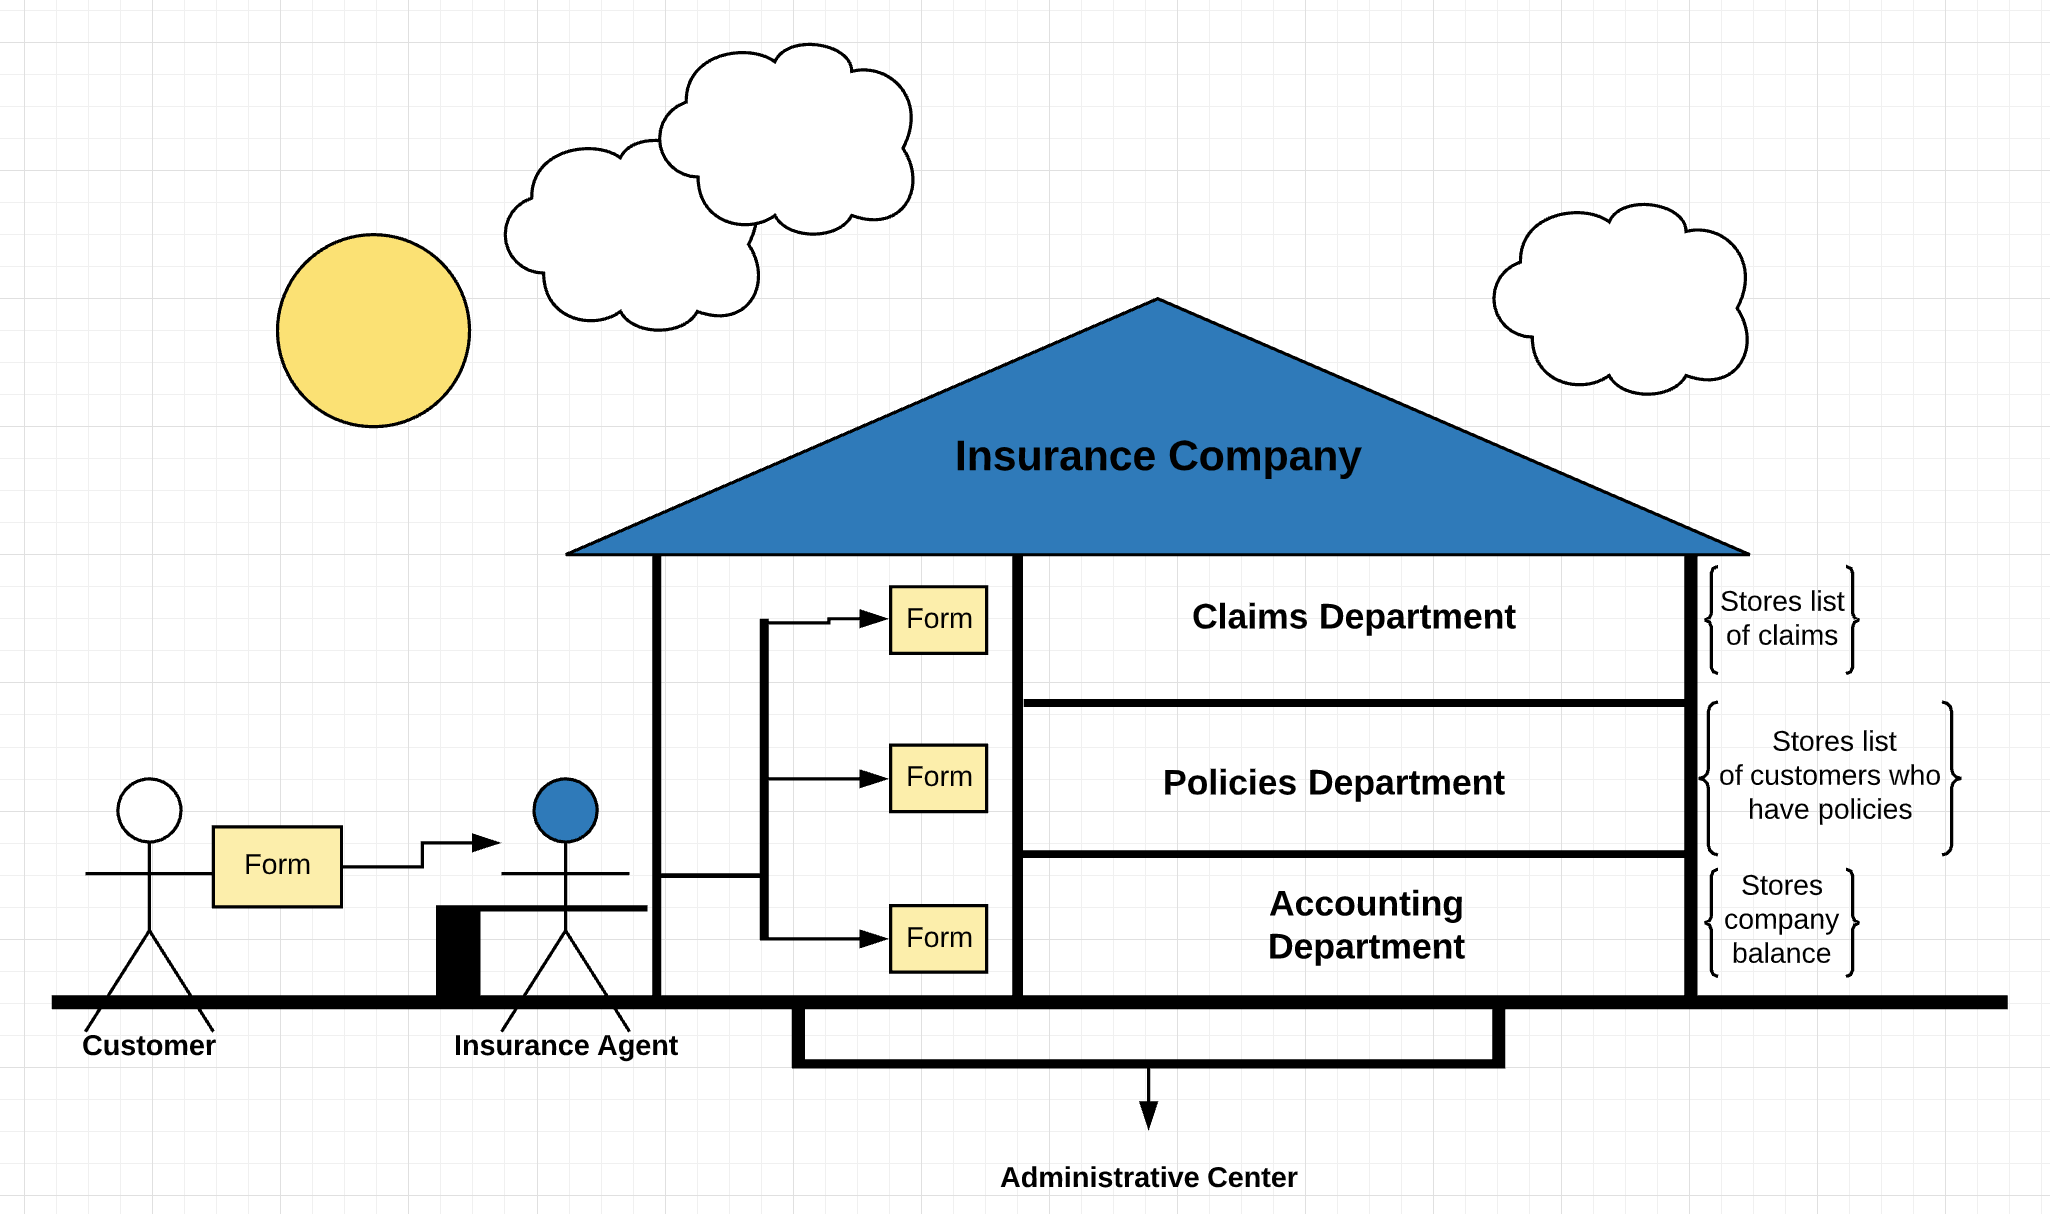 Insurance Company
Form
Claims Department
Stores list
of claims
Form
Policies Department
Stores list
of customers who
have policies
Form
Form
Accounting
Department
Stores
company
balance
Customer
Insurance Agent
Administrative Center